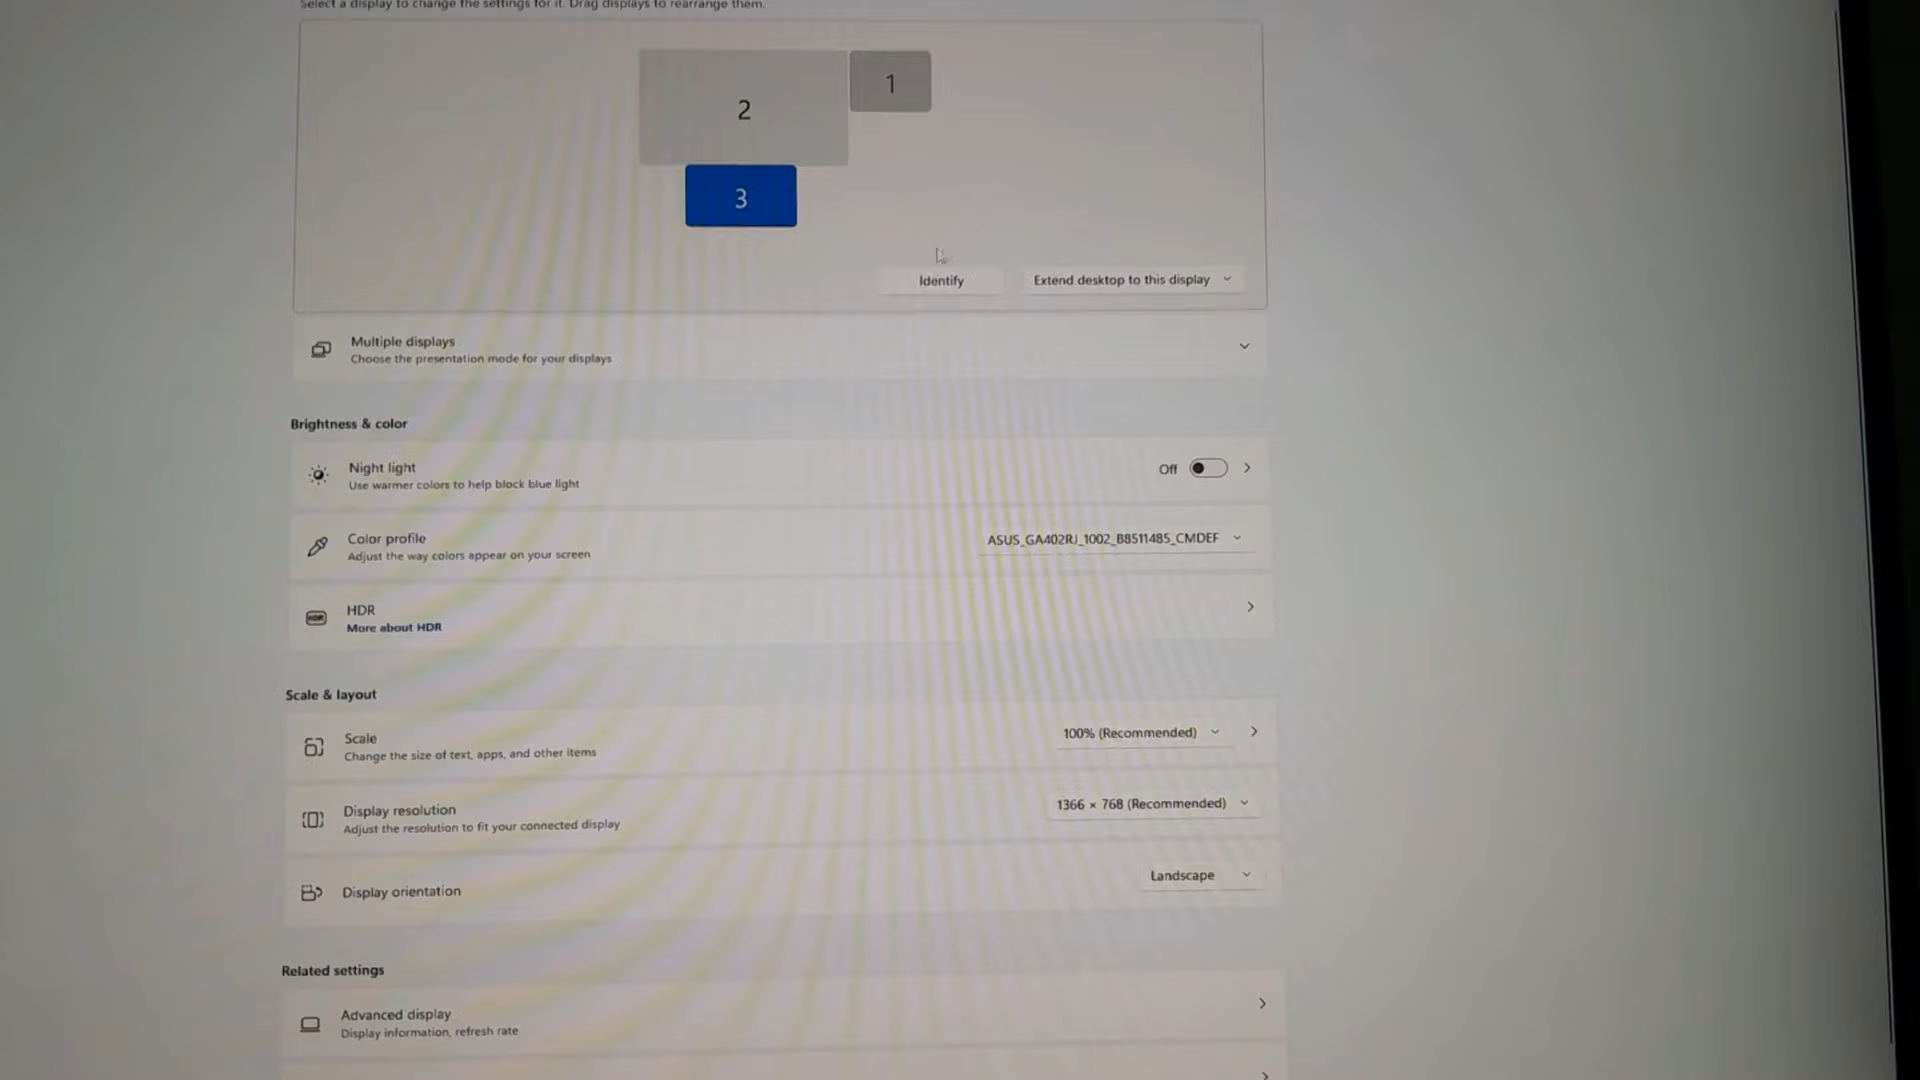 Select a display to change the settings for it. Drag displays to rearrange them.
2
1
3
Identify
Extend desktop to this display
Multiple displays
Choose the presentation mode for your displays
Brightness & color
Night light
Use warmer colors to help block blue light
Off
Color profile
Adjust the way colors appear on your screen
ASUS_GA402RJ_1002_B8511485_CMDEF
HDR
HDR
More about HDR
Scale & layout
Scale
Change the size of text, apps, and other items
100% (Recommended)
Display resolution
Adjust the resolution to fit your connected display
1366 × 768 (Recommended)
Display orientation
Landscape
Related settings
Advanced display
Display information, refresh rate